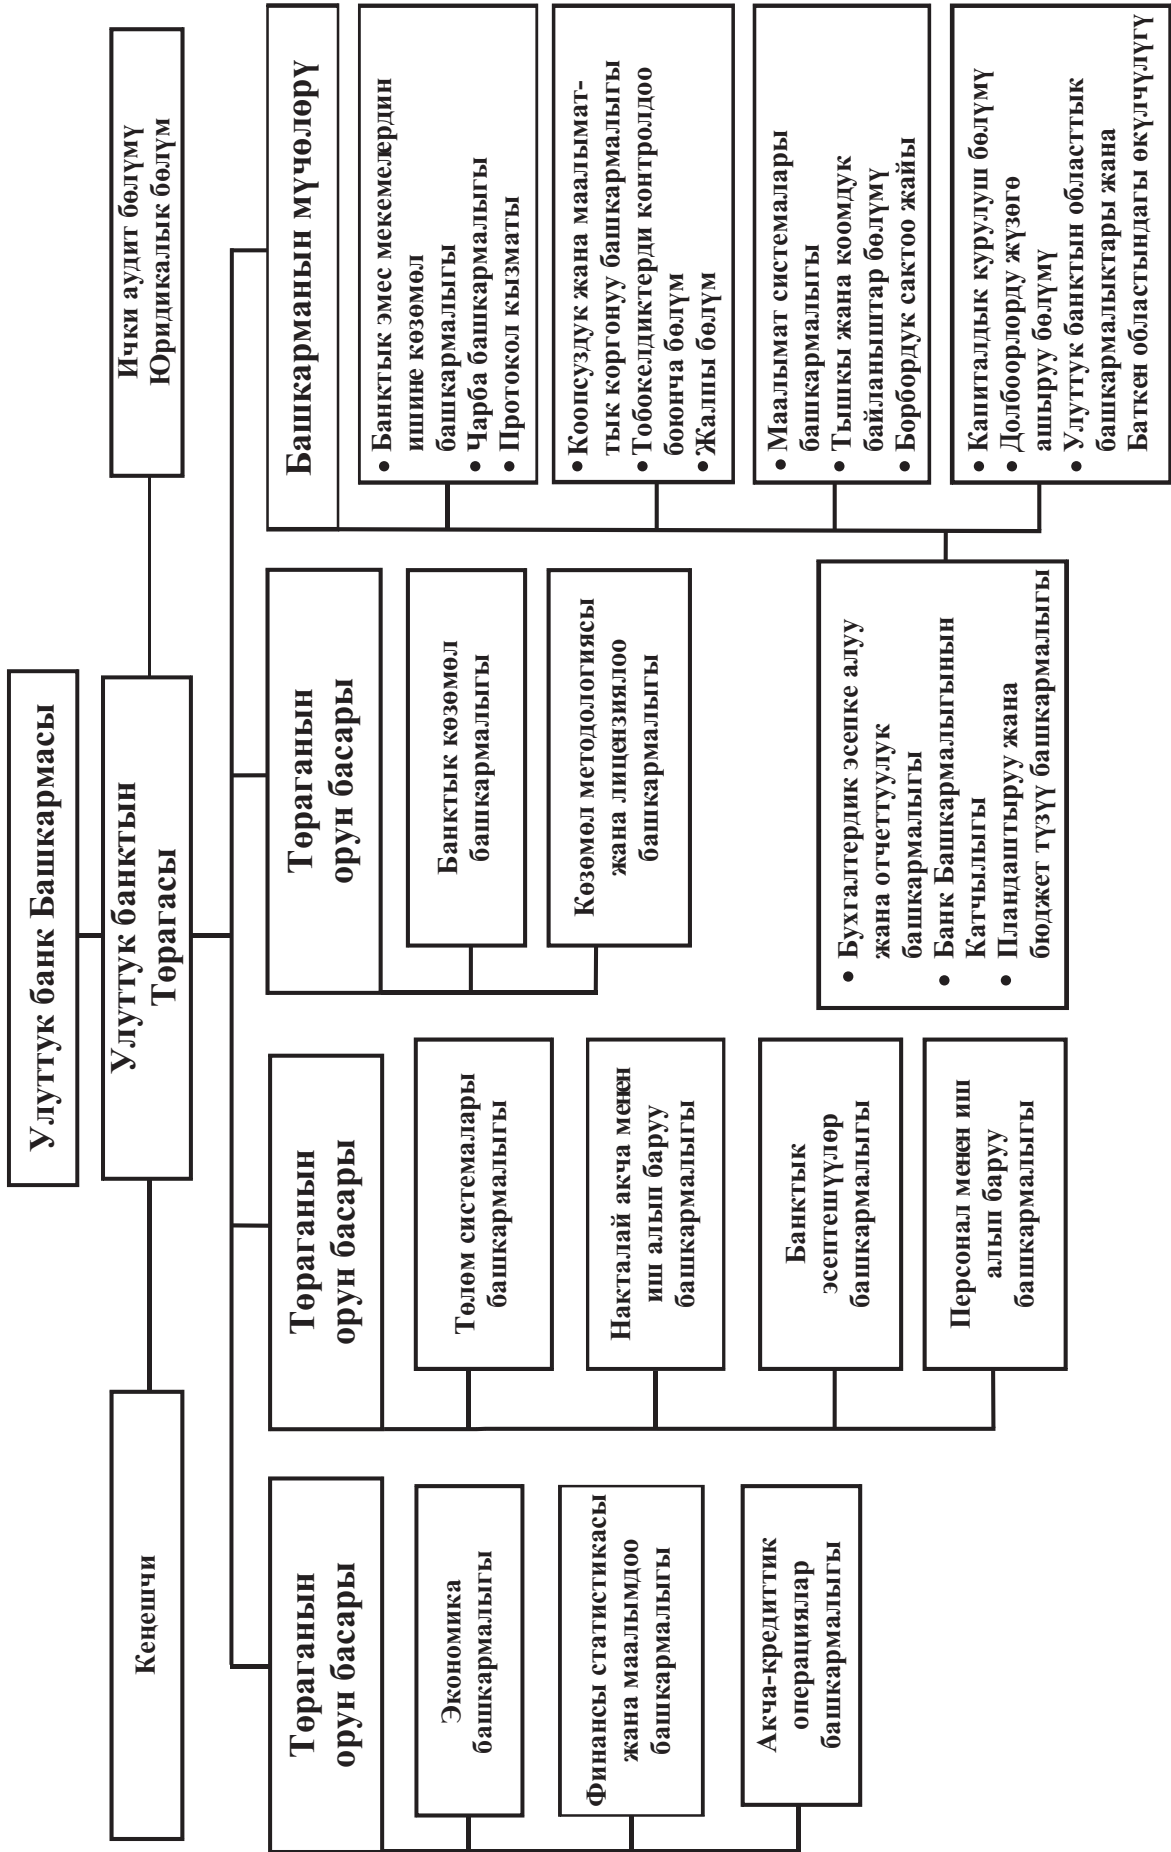 Улуттук банк Башкармасы
Кеңешчи
Улуттук банктын
Төрагасы
Ички аудит бөлүмү
Юридикалык бөлүм
Төраганын
орун басары
Экономика
башкармалыгы
Финансы статистикасы
жана маалымдоо
башкармалыгы
Акча-кредиттик
операциялар
башкармалыгы
Төраганын
орун басары
Төлөм системалары
башкармалыгы
Накталай акча менен
иш алып баруу
башкармалыгы
Банктык
эсептешүүлөр
башкармалыгы
Персонал менен иш
алып баруу
башкармалыгы
Төраганын
орун басары
Банктык көзөмөл
башкармалыгы
Көзөмөл методологиясы
жана лицензиялоо
башкармалыгы
Башкарманын мүчөлөрү
• Банктык эмес мекемелердин
ишине көзөмөл
башкармалыгы
• Чарба башкармалыгы
• Протокол кызматы
• Коопсуздук жана маалымат-
тык коргонуу башкармалыгы
• Тобокелдиктерди контролдоо
боюнча бөлүм
• Жалпы бөлүм
• Маалымат системалары
башкармалыгы
• Тышкы жана коомдук
байланыштар бөлүмү
• Борбордук сактоо жайы
• Капиталдык курулуш бөлүмү
• Долбоорлорду жүзөгө
ашыруу бөлүмү
• Улуттук банктын областтык
башкармалыктары жана
Баткен областындагы өкүлчүлүгү
• Бухгалтердик эсепке алуу
жана отчеттуулук
башкармалыгы
• Банк Башкармалыгынын
Катчылыгы
• Пландаштыруу жана
бюджет түзүү башкармалыгы